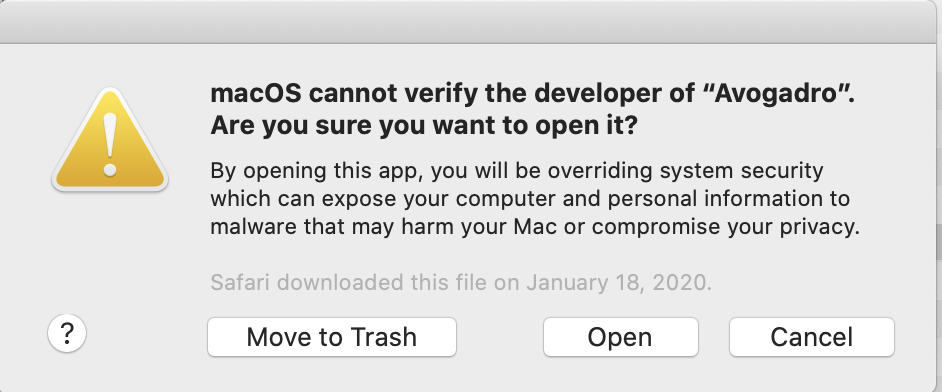 macOS cannot verify the developer of “Avogadro”.
Are you sure you want to open it?
By opening this app, you will be overriding system security
which can expose your computer and personal information to
malware that may harm your Mac or compromise your privacy.
Safari downloaded this file on January 18, 2020.
?
Move to Trash
Open
Cancel